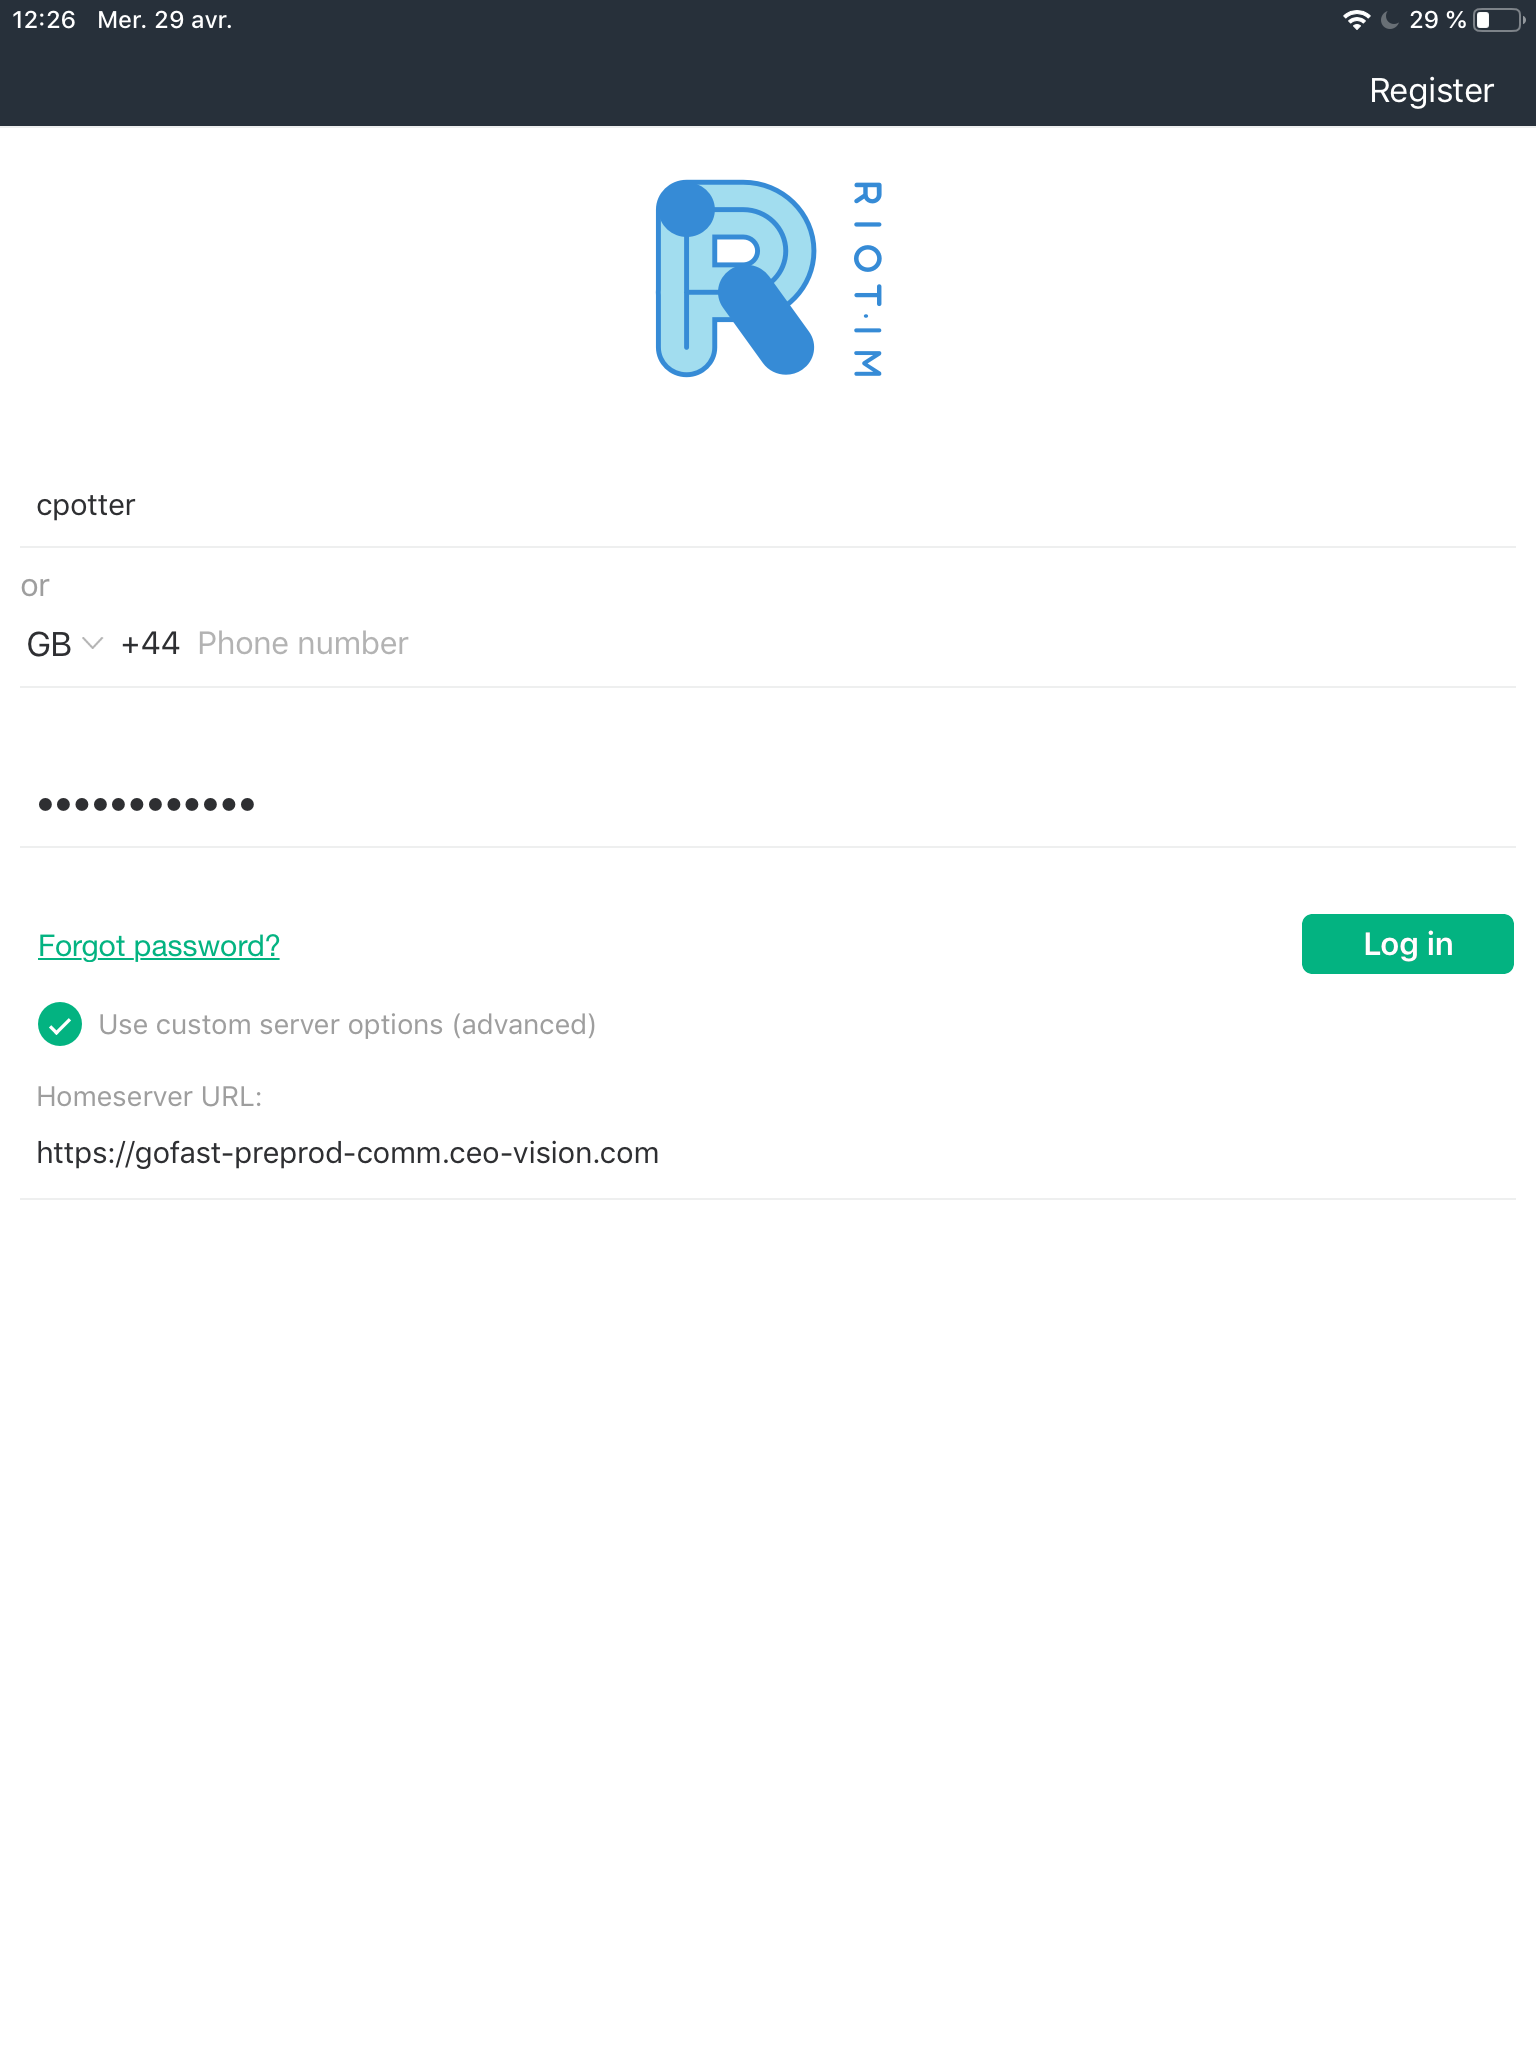 12:26 Mer. 29 avr. 29 %
Register
RIOT.IM
cpotter
or
GB +44 Phone number
••••••••••••
Forgot password?
Log in
Use custom server options (advanced)
Homeserver URL:
https://gofast-preprod-comm.ceo-vision.com